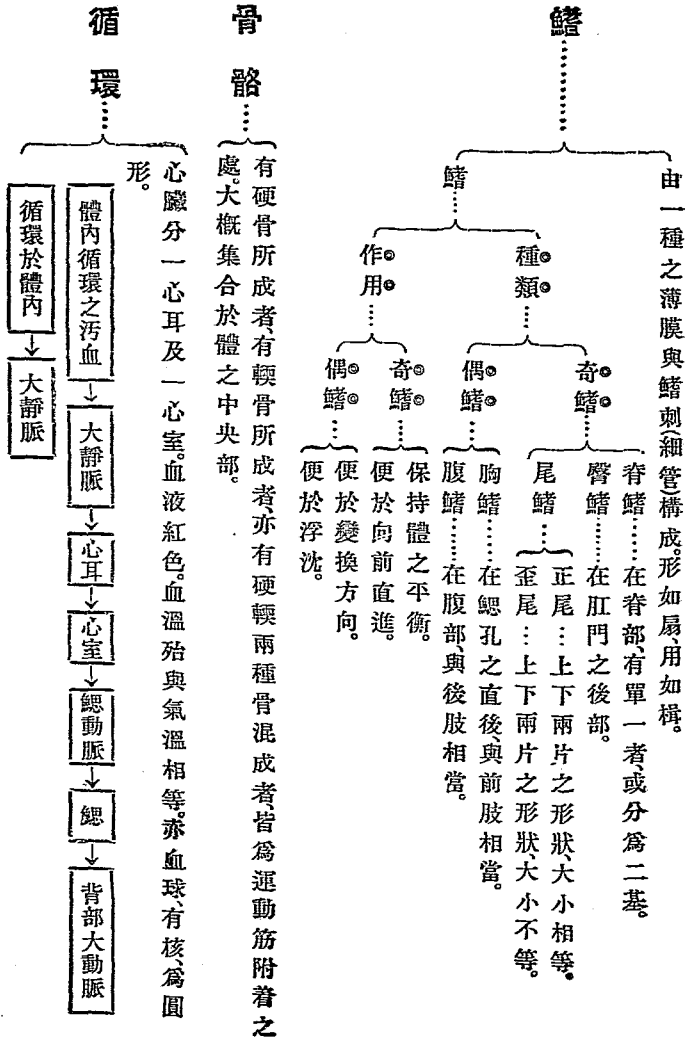 鰭………
由一種之薄膜與鰭刺(細管)構成。形如扇、用如楫。
鰭……
種類……
奇鰭……
脊鰭……在脊部、有單一者、或分爲二基。
臀鰭……在肛門之後部。
尾鰭…
正尾…上下兩片之形狀、大小相等。
歪尾…上下兩片之形狀、大小不等。
偶鰭……
胸鰭……在鰓孔之直後、與前肢相當。
腹鰭……在腹部、與後肢相當。
作用……
奇鰭……
保持體之平衡。
便於向前直進。
偶鰭……
便於變換方向。
便於浮沈。
骨骼……
有硬骨所成者、有輭骨所成者、亦有硬輭兩種骨混成者、皆爲運動筋附着之
處。大概集合於體之中央部。
循環……
心臟分一心耳及一心室。血液紅色。血溫殆與氣溫相等。亦血球、有核、爲圓
形。
體內循環之汚血→大靜脈→心耳→心室→鰓動脈→鰓→背部大動脈
循環於體內→大靜脈